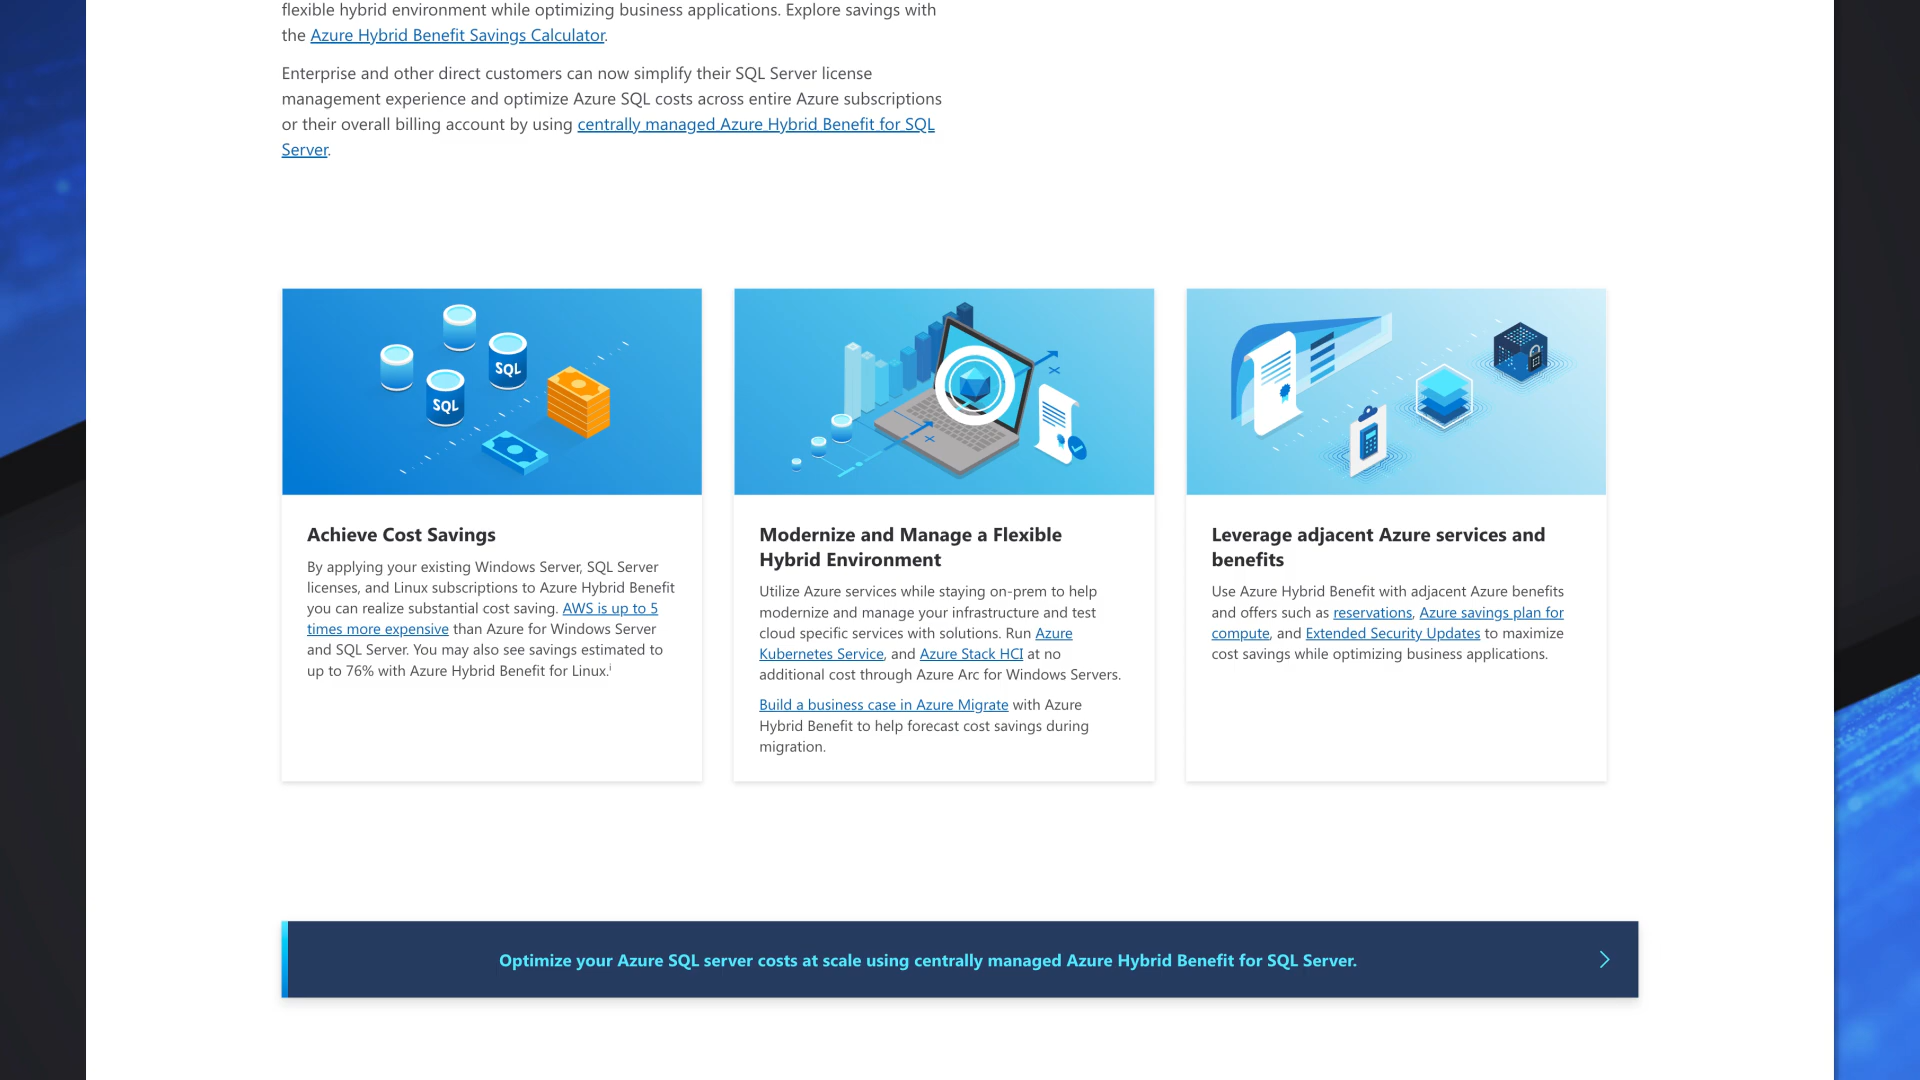 flexible hybrid environment while optimizing business applications. Explore savings with
the Azure Hybrid Benefit Savings Calculator.
Enterprise and other direct customers can now simplify their SQL Server license
management experience and optimize Azure SQL costs across entire Azure subscriptions
or their overall billing account by using centrally managed Azure Hybrid Benefit for SQL
Server.
SQL
SQL
Achieve Cost Savings
By applying your existing Windows Server, SQL Server
licenses, and Linux subscriptions to Azure Hybrid Benefit
you can realize substantial cost saving. AWS is up to 5
times more expensive than Azure for Windows Server
and SQL Server. You may also see savings estimated to
up to 76% with Azure Hybrid Benefit for Linux.ⁱ
Modernize and Manage a Flexible
Hybrid Environment
Utilize Azure services while staying on-prem to help
modernize and manage your infrastructure and test
cloud specific services with solutions. Run Azure
Kubernetes Service, and Azure Stack HCI at no
additional cost through Azure Arc for Windows Servers.
Build a business case in Azure Migrate with Azure
Hybrid Benefit to help forecast cost savings during
migration.
Leverage adjacent Azure services and
benefits
Use Azure Hybrid Benefit with adjacent Azure benefits
and offers such as reservations, Azure savings plan for
compute, and Extended Security Updates to maximize
cost savings while optimizing business applications.
Optimize your Azure SQL server costs at scale using centrally managed Azure Hybrid Benefit for SQL Server.